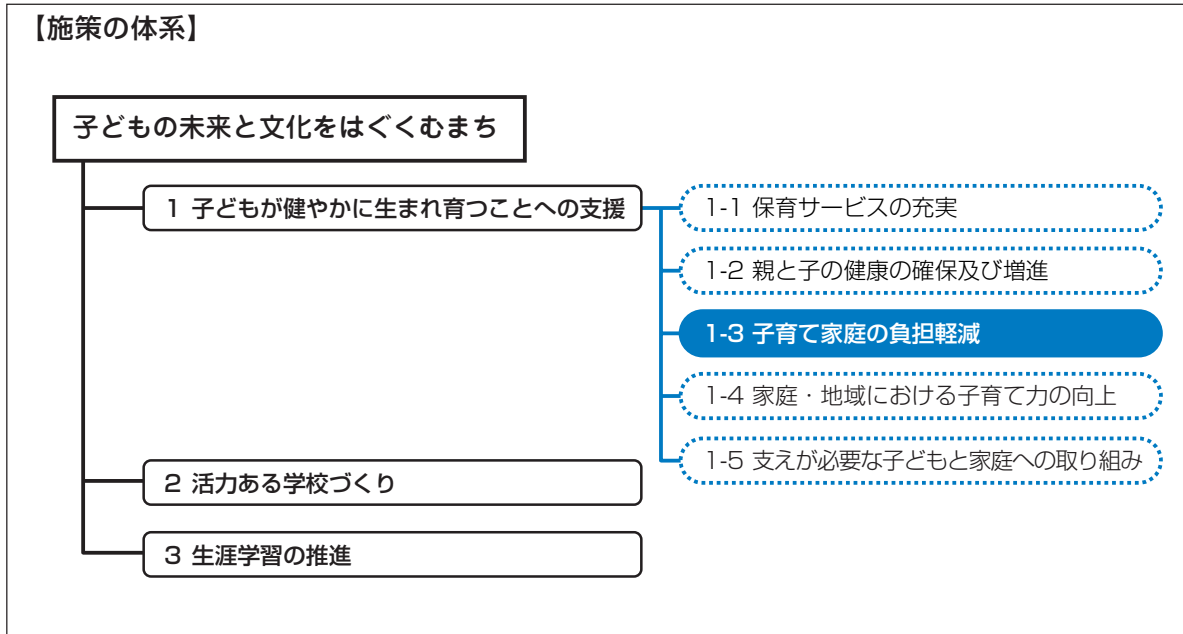 【施策の体系】
子どもの未来と文化をはぐくむまち
1 子どもが健やかに生まれ育つことへの支援
1-1 保育サービスの充実
1-2 親と子の健康の確保及び増進
1-3 子育て家庭の負担軽減
1-4 家庭・地域における子育て力の向上
1-5 支えが必要な子どもと家庭への取り組み
2 活力ある学校づくり
3 生涯学習の推進